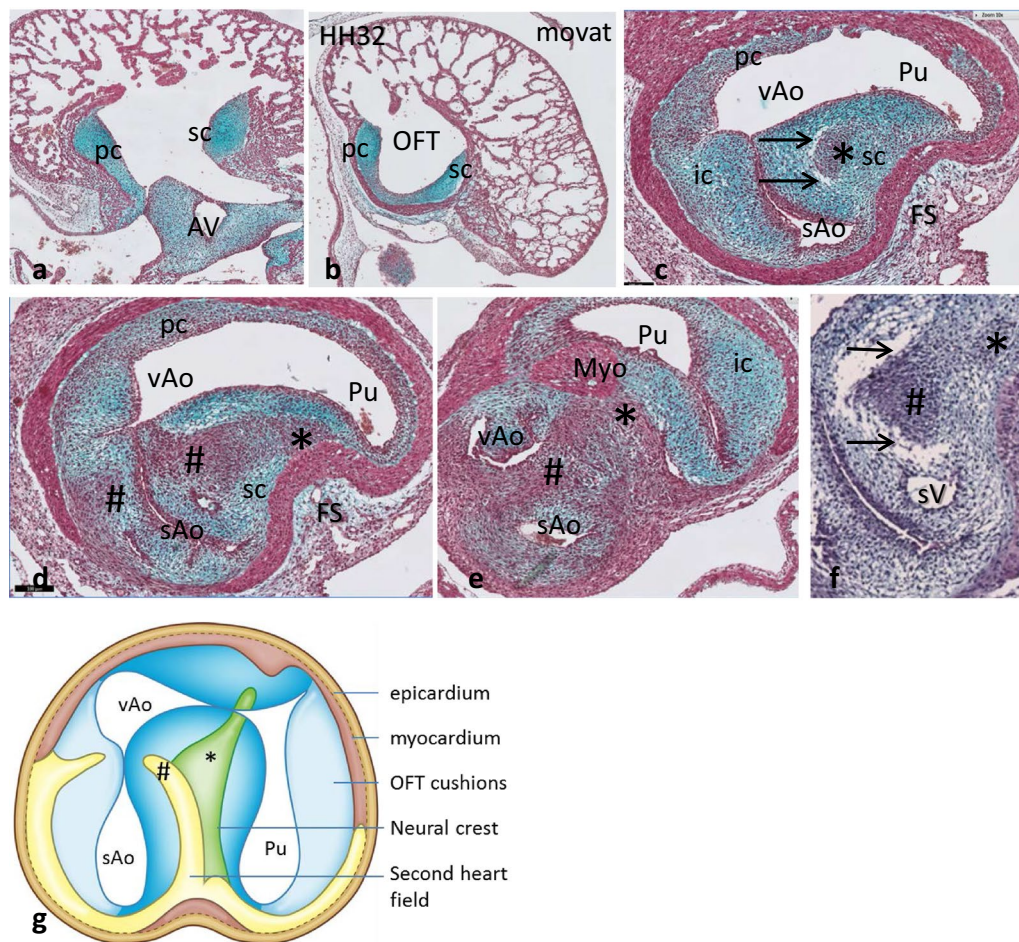 pc
sc
AV
a
HH32
movat
pc
OFT
sc
b
Zoom 10x
pc
Pu
vAo
*
sc
ic
sAo
FS
c
pc
vAo
Pu
#
*
#
sc
sAo
FS
d
Pu
Myo
ic
*
vAo
#
sAo
e
*
#
sV
f
vAo
*
#
sAo
Pu
g
epicardium
myocardium
OFT cushions
Neural crest
Second heart
field